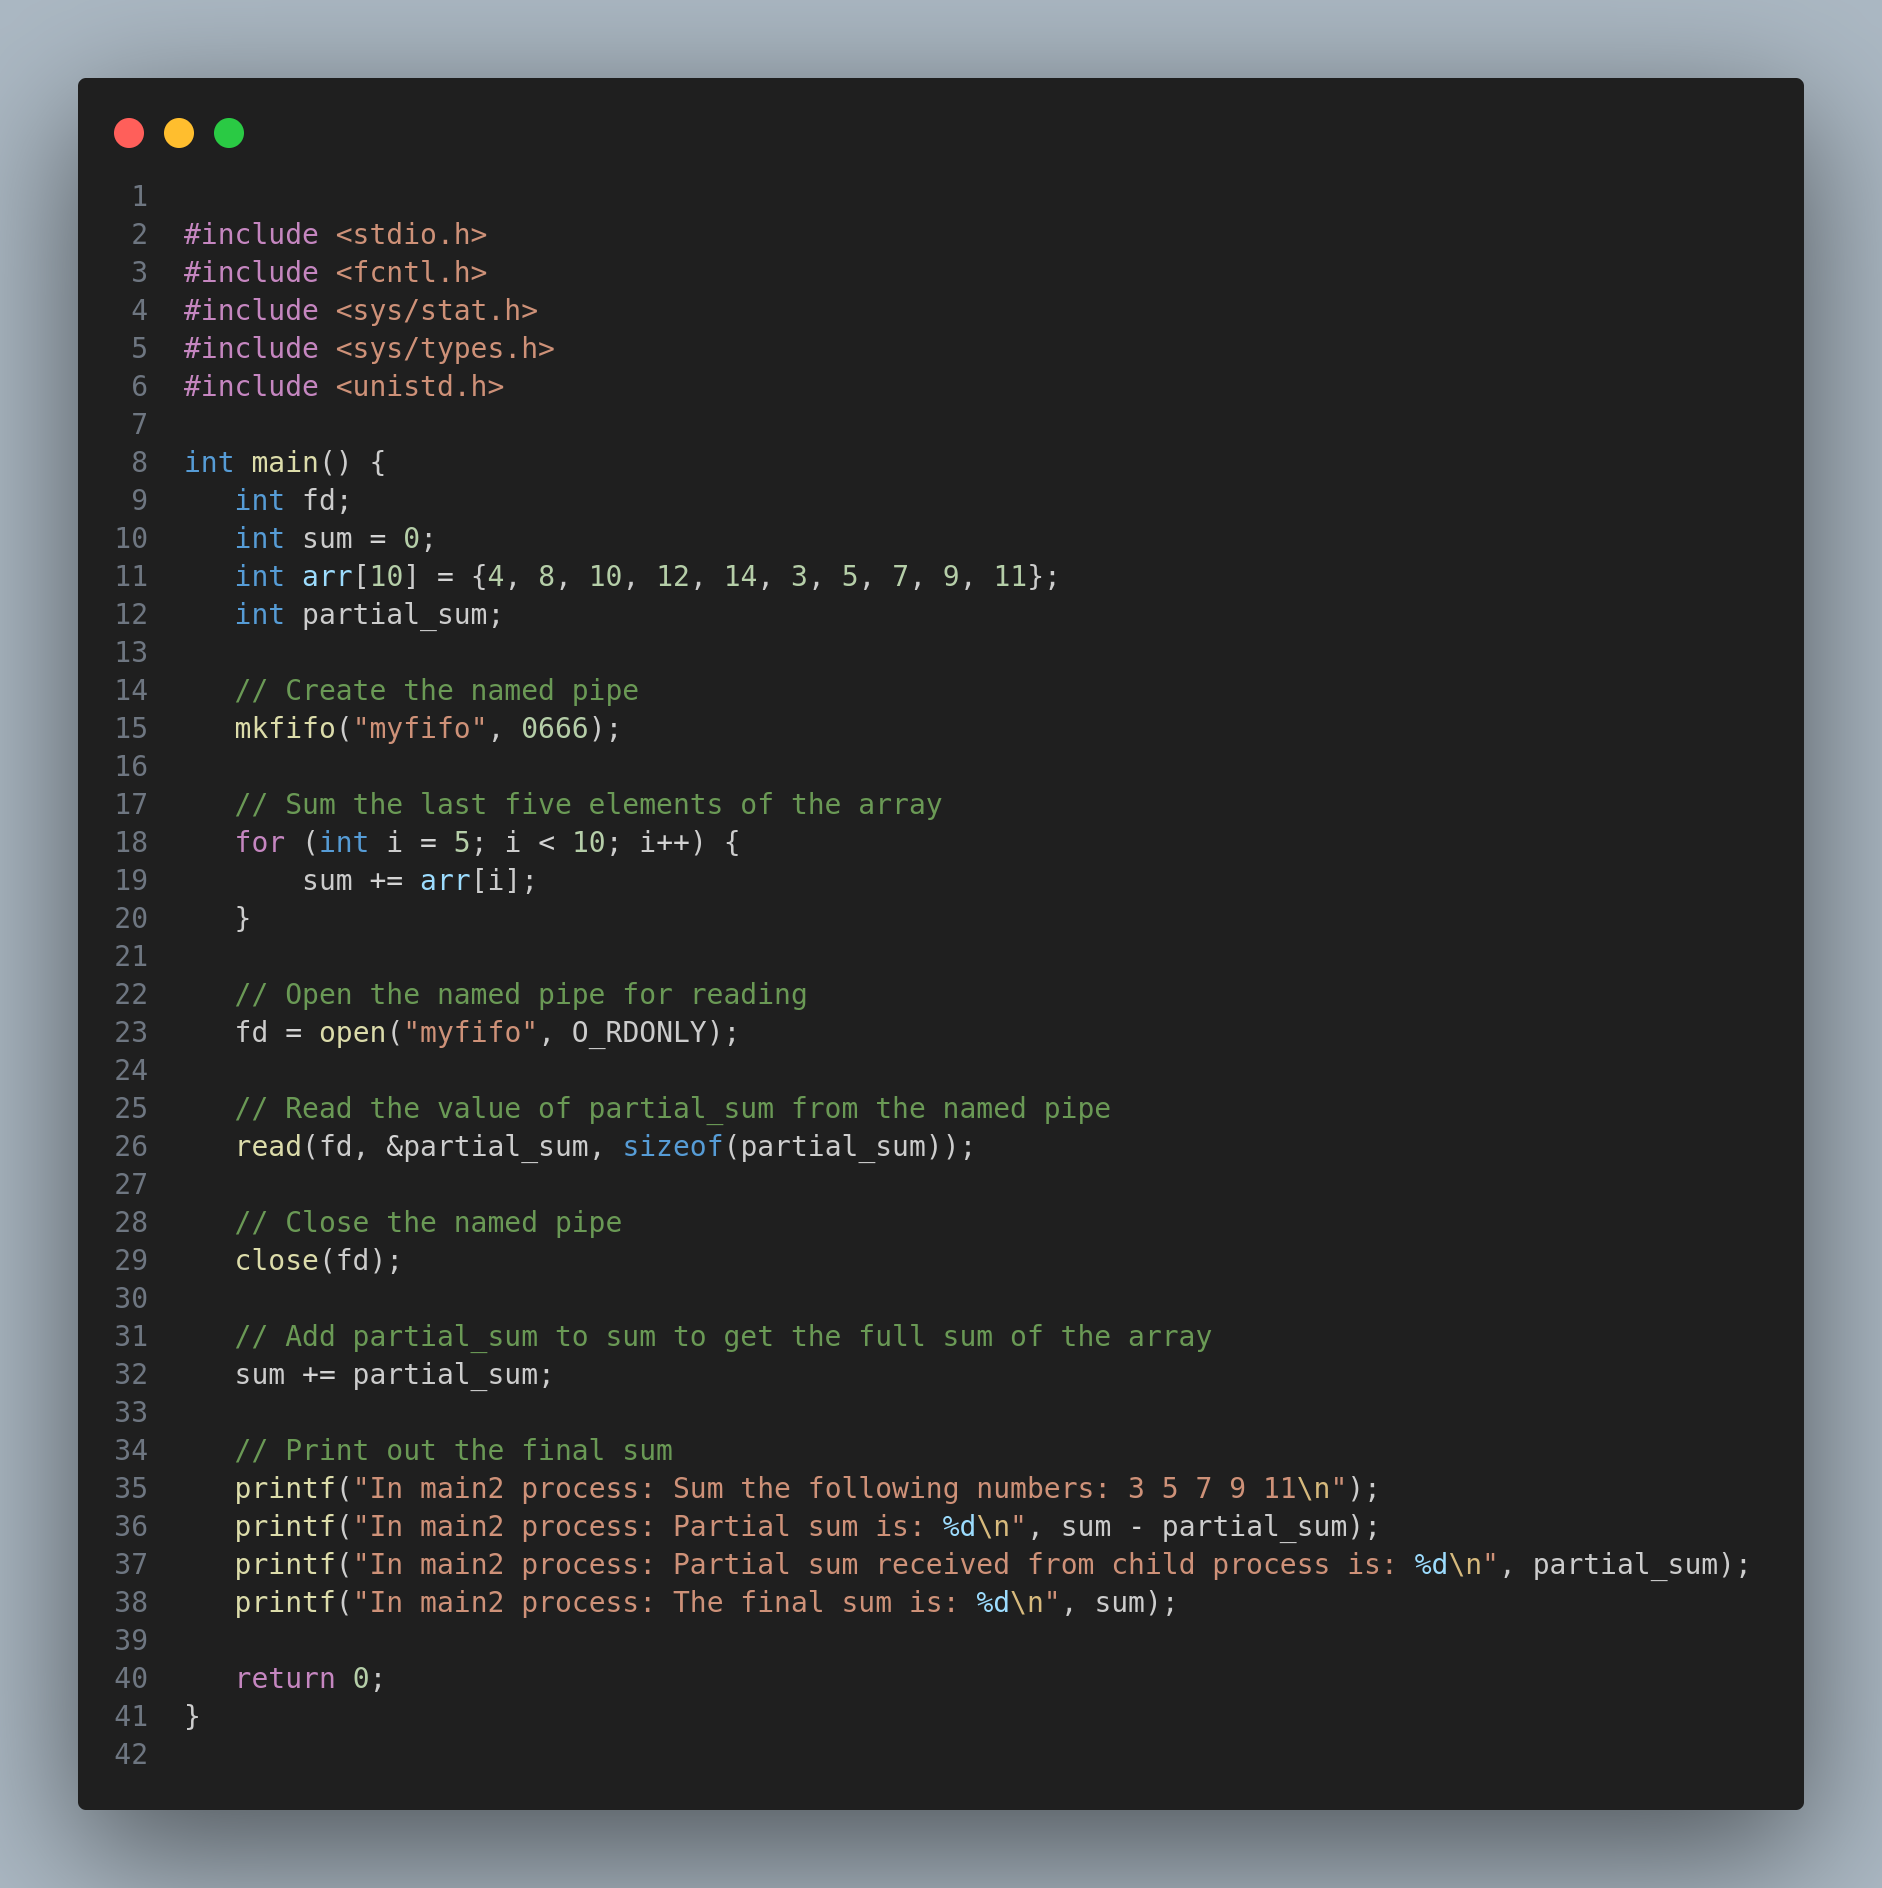 1
2 #include <stdio.h>
3 #include <fcntl.h>
4 #include <sys/stat.h>
5 #include <sys/types.h>
6 #include <unistd.h>
7
8 int main() {
9    int fd;
10    int sum = 0;
11    int arr[10] = {4, 8, 10, 12, 14, 3, 5, 7, 9, 11};
12    int partial_sum;
13
14    // Create the named pipe
15    mkfifo("myfifo", 0666);
16
17    // Sum the last five elements of the array
18    for (int i = 5; i < 10; i++) {
19        sum += arr[i];
20    }
21
22    // Open the named pipe for reading
23    fd = open("myfifo", O_RDONLY);
24
25    // Read the value of partial_sum from the named pipe
26    read(fd, &partial_sum, sizeof(partial_sum));
27
28    // Close the named pipe
29    close(fd);
30
31    // Add partial_sum to sum to get the full sum of the array
32    sum += partial_sum;
33
34    // Print out the final sum
35    printf("In main2 process: Sum the following numbers: 3 5 7 9 11\n");
36    printf("In main2 process: Partial sum is: %d\n", sum - partial_sum);
37    printf("In main2 process: Partial sum received from child process is: %d\n", partial_sum);
38    printf("In main2 process: The final sum is: %d\n", sum);
39
40    return 0;
41 }
42